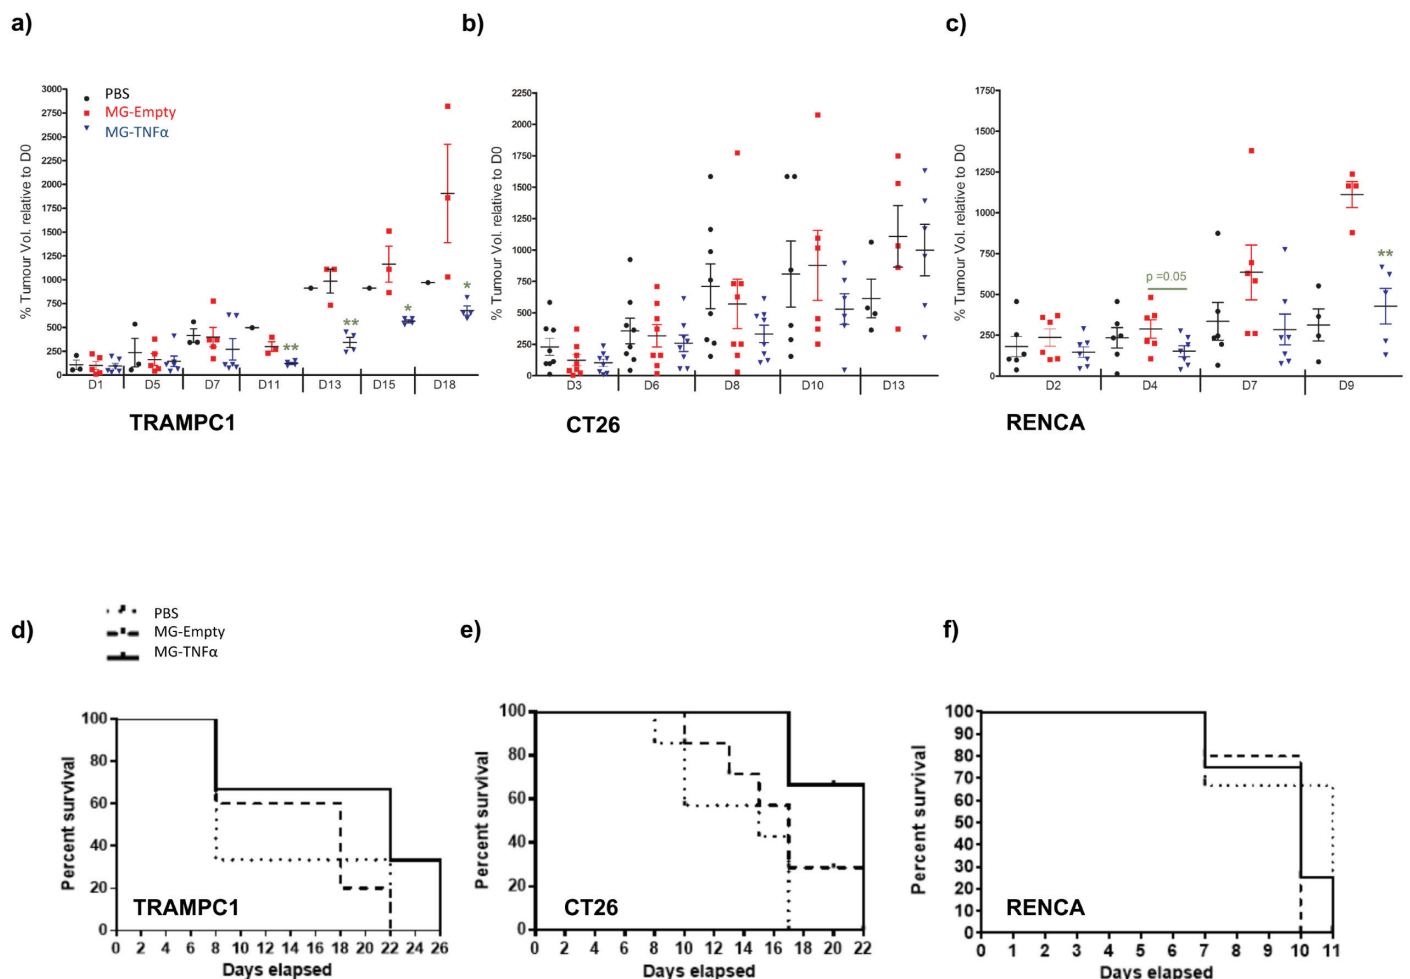 a)
b)
c)
% Tumour Vol. relative to D0
3000
2750
2500
2250
2000
1750
1500
1250
1000
750
500
250
0
PBS
MG-Empty
MG-TNFα
**
**
*
*
D1 D5 D7 D11 D13 D15 D18
TRAMPC1
% Tumour Vol. relative to D0
2250
2000
1750
1500
1250
1000
750
500
250
0
D3 D6 D8 D10 D13
CT26
% Tumour Vol. relative to D0
1750
1500
1250
1000
750
500
250
0
p =0.05
**
D2 D4 D7 D9
RENCA
PBS
MG-Empty
MG-TNFα
d)
e)
f)
Percent survival
100
80
60
40
20
0
TRAMPC1
0 2 4 6 8 10 12 14 16 18 20 22 24 26
Days elapsed
Percent survival
100
80
60
40
20
0
CT26
0 2 4 6 8 10 12 14 16 18 20 22
Days elapsed
Percent survival
100
90
80
70
60
50
40
30
20
10
0
RENCA
0 1 2 3 4 5 6 7 8 9 10 11
Days elapsed